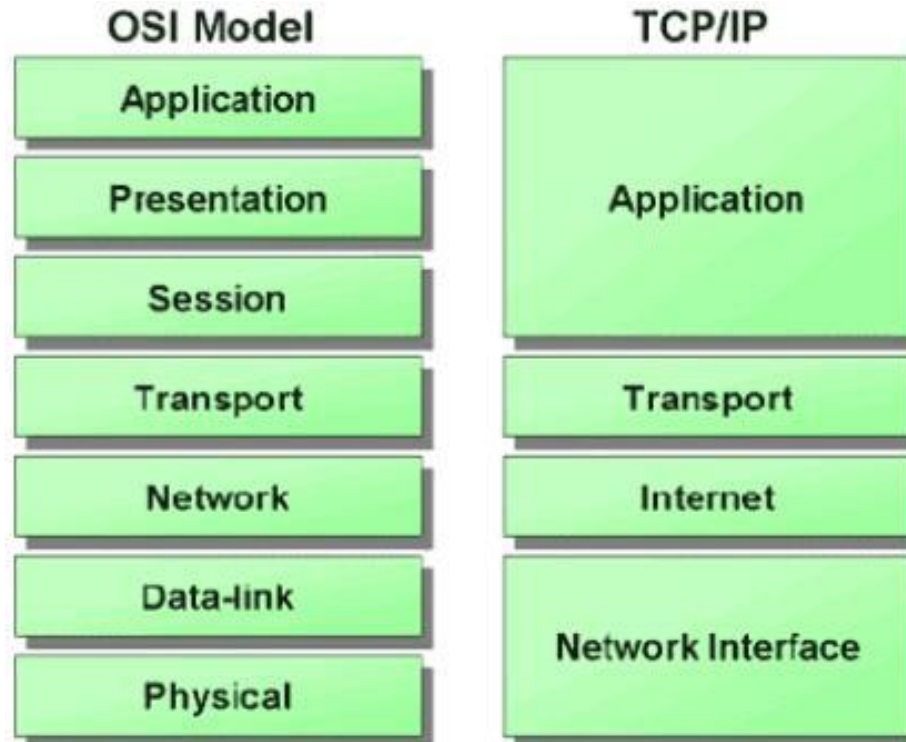 OSI Model
Application
Presentation
Session
Transport
Network
Data-link
Physical
TCP/IP
Application
Transport
Internet
Network Interface